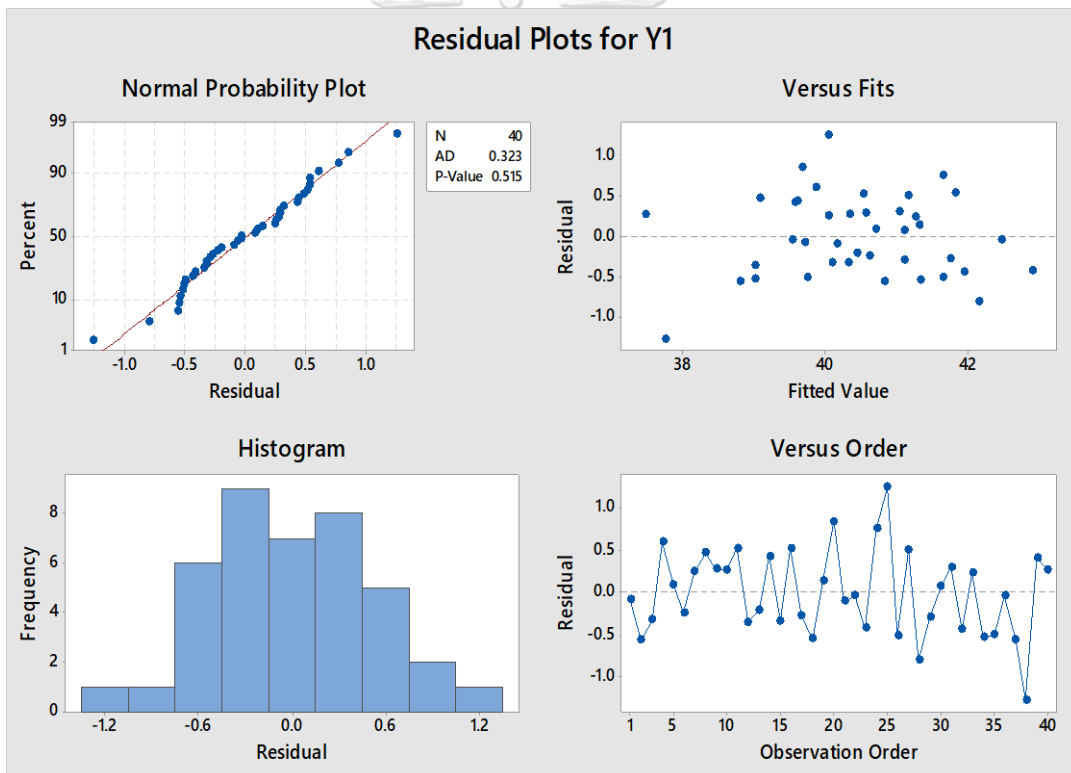 Residual Plots for Y1
Normal Probability Plot
99
90
50
10
1
Percent
-1.0 -0.5 0.0 0.5 1.0
Residual
N 40
AD 0.323
P-Value 0.515
Versus Fits
1.0
0.5
0.0
-0.5
-1.0
Residual
38 40 42
Fitted Value
Histogram
8
6
4
2
0
Frequency
-1.2 -0.6 0.0 0.6 1.2
Residual
Versus Order
1.0
0.5
0.0
-0.5
-1.0
Residual
1 5 10 15 20 25 30 35 40
Observation Order